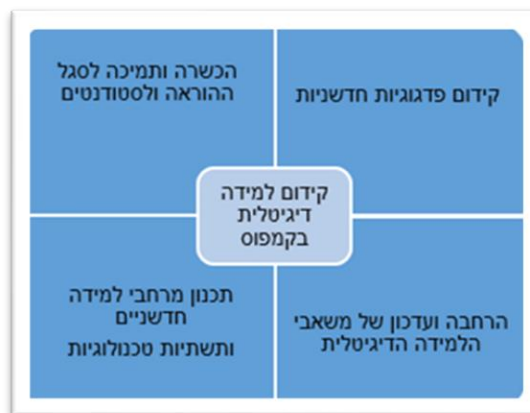 קידום פדגוגיות חדשניות
הכשרה ותמיכה לסגל
ההוראה ולסטודנטים
קידום למידה
דיגיטלית
בקמפוס
הרחבה ועדכון של משאבי
הלמידה הדיגיטלית
תכנון מרחבי למידה
חדשניים
ותשתיות טכנולוגיות